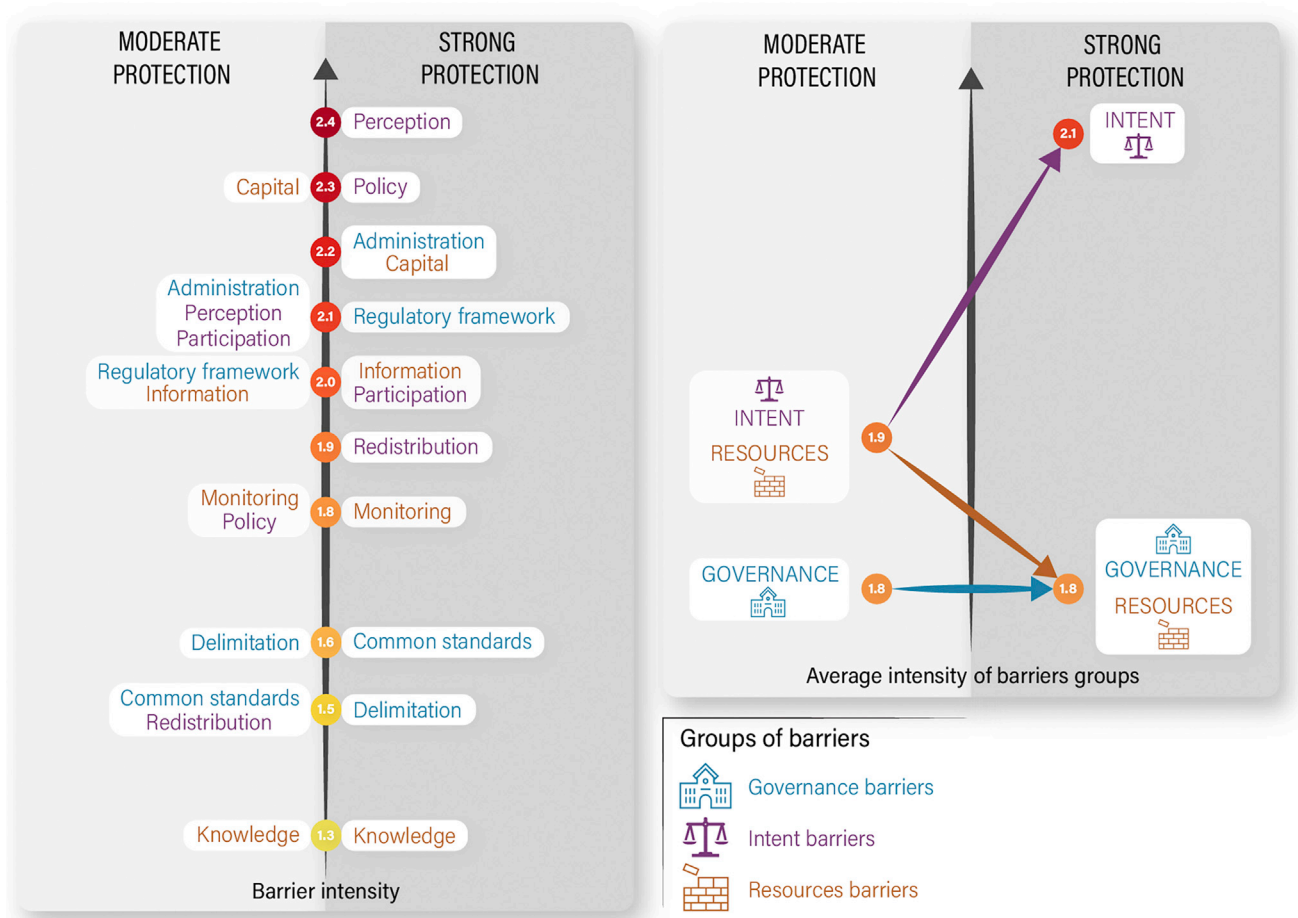 MODERATE
PROTECTION
STRONG
PROTECTION
2.4
Perception
Capital
2.3
Policy
2.2
Administration
Capital
Administration
Perception
Participation
2.1
Regulatory framework
Regulatory framework
Information
2.0
Information
Participation
1.9
Redistribution
Monitoring
Policy
1.8
Monitoring
Delimitation
1.6
Common standards
Common standards
Redistribution
1.5
Delimitation
Knowledge
1.3
Knowledge
Barrier intensity
MODERATE
PROTECTION
STRONG
PROTECTION
2.1
INTENT
INTENT
RESOURCES
1.9
GOVERNANCE
1.8
1.8
GOVERNANCE
RESOURCES
Average intensity of barriers groups
Groups of barriers
Governance barriers
Intent barriers
Resources barriers